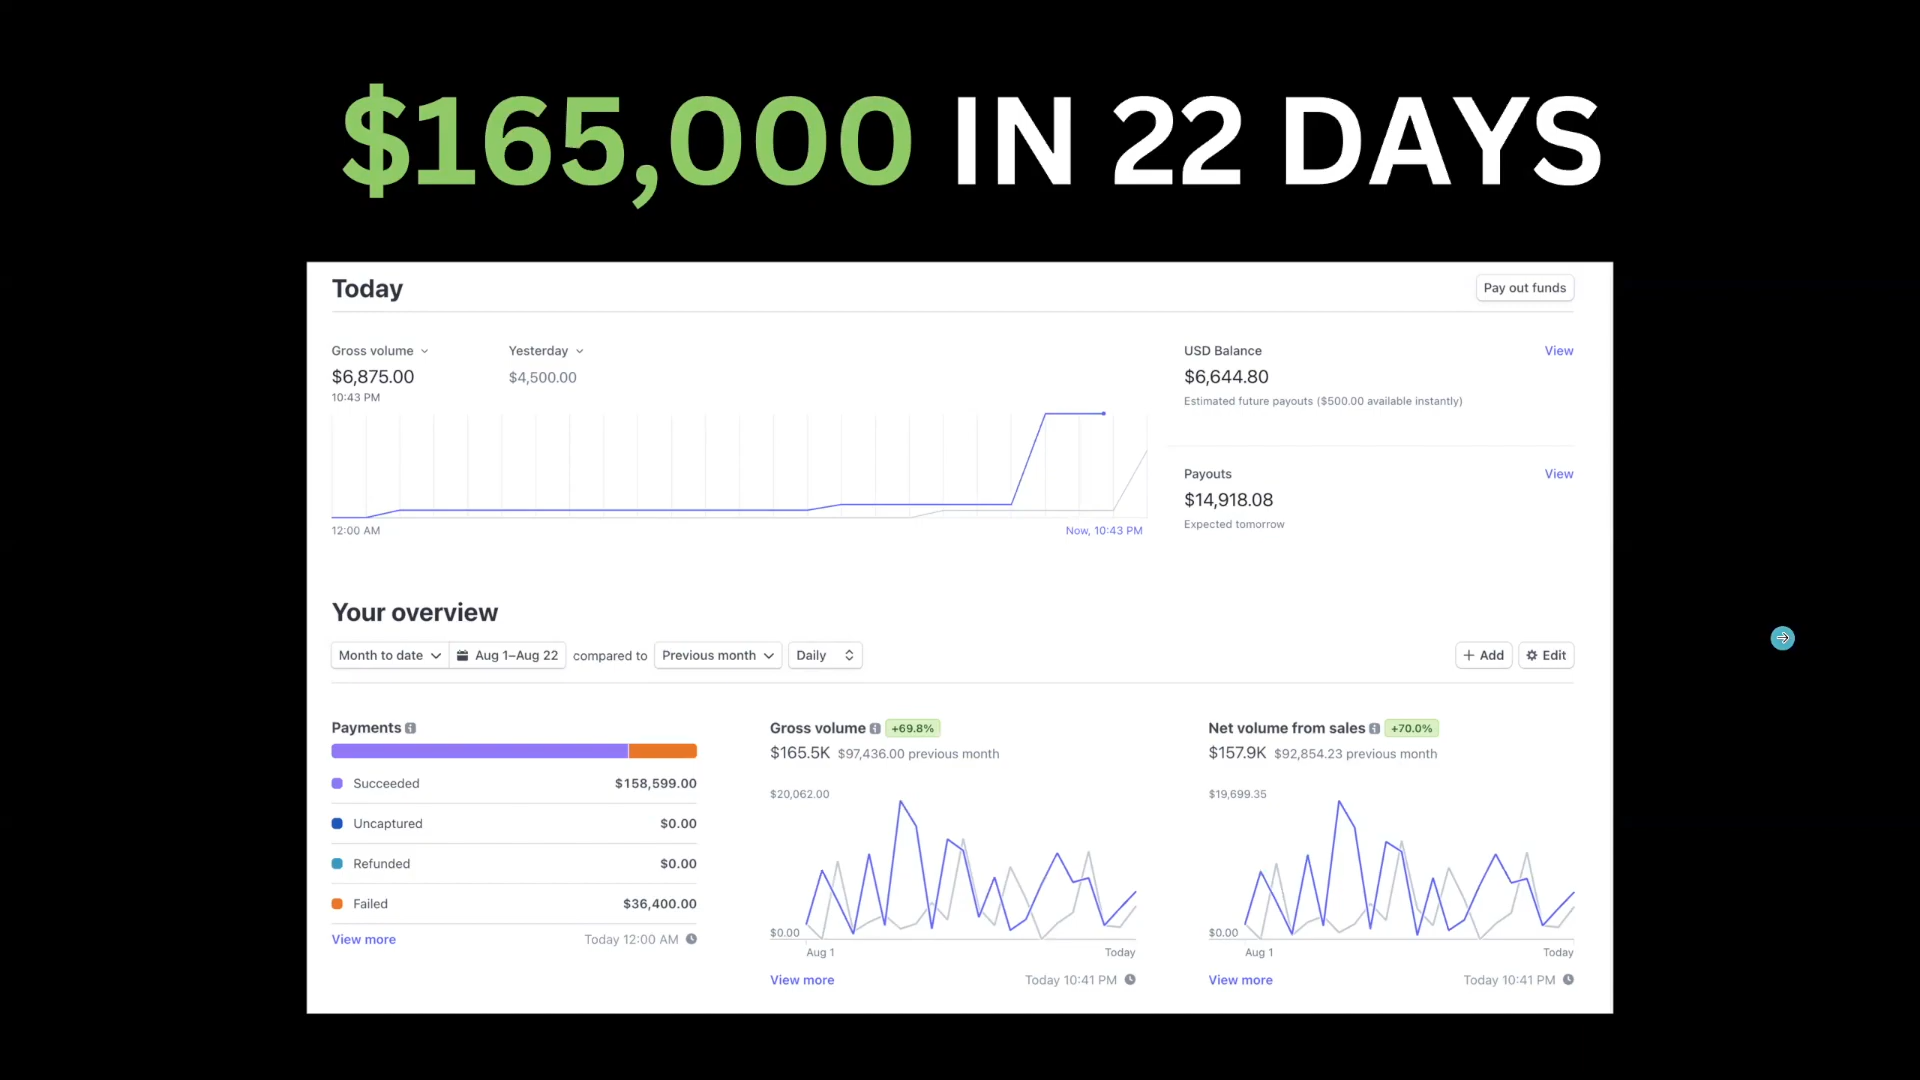 $165,000 IN 22 DAYS
Today
Pay out funds
Gross volume
Yesterday
$6,875.00
$4,500.00
10:43 PM
12:00 AM
Now, 10:43 PM
USD Balance
View
$6,644.80
Estimated future payouts ($500.00 available instantly)
Payouts
View
$14,918.08
Expected tomorrow
Your overview
Month to date Aug 1–Aug 22 compared to Previous month Daily
+ Add Edit
Payments
Succeeded $158,599.00
Uncaptured $0.00
Refunded $0.00
Failed $36,400.00
View more Today 12:00 AM
Gross volume +69.8%
$165.5K $97,436.00 previous month
$20,062.00
$0.00
Aug 1 Today
View more Today 10:41 PM
Net volume from sales +70.0%
$157.9K $92,854.23 previous month
$19,699.35
$0.00
Aug 1 Today
View more Today 10:41 PM